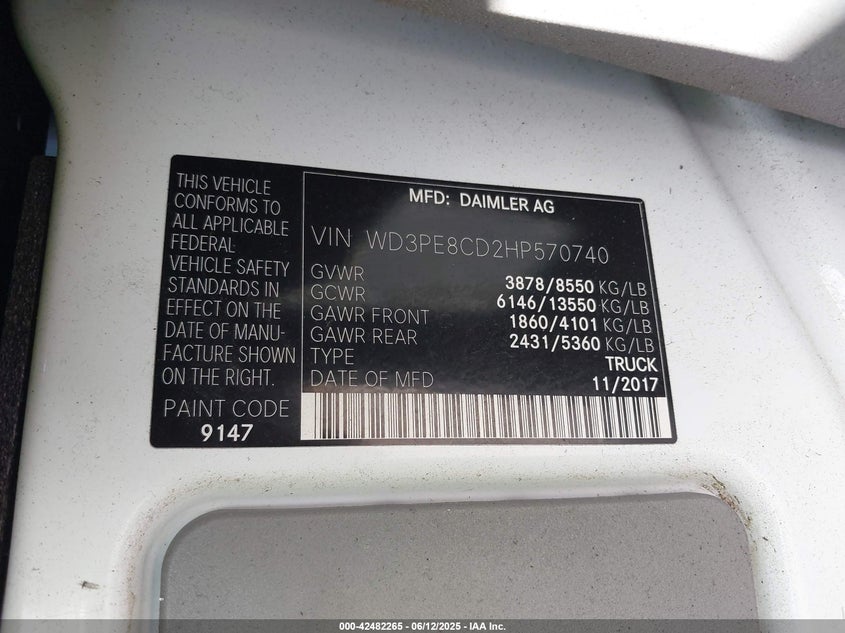 THIS VEHICLE
CONFORMS TO
ALL APPLICABLE
FEDERAL
VEHICLE SAFETY
STANDARDS IN
EFFECT ON THE
DATE OF MANU-
FACTURE SHOWN
ON THE RIGHT.
PAINT CODE
9147
MFD: DAIMLER AG
VIN WD3PE8CD2HP570740
GVWR 3878/8550 KG/LB
GCWR 6146/13550 KG/LB
GAWR FRONT 1860/4101 KG/LB
GAWR REAR 2431/5360 KG/LB
TYPE TRUCK
DATE OF MFD 11/2017
000-42482265 - 06/12/2025 - IAA Inc.